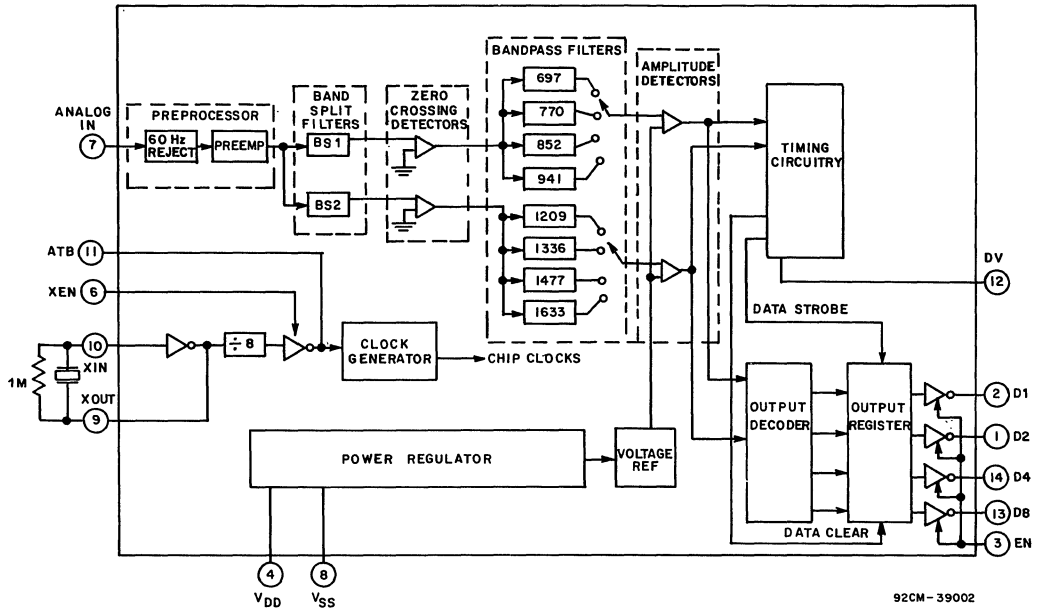 BANDPASS FILTERS
697
770
852
941
1209
1336
1477
1633
AMPLITUDE
DETECTORS
BAND
SPLIT
FILTERS
BS1
BS2
ZERO
CROSSING
DETECTORS
ANALOG
IN
7
PREPROCESSOR
60 Hz
REJECT
PREEMP
TIMING
CIRCUITRY
ATB 11
XEN 6
10
XIN
1M
XOUT
9
÷ 8
CLOCK
GENERATOR
CHIP CLOCKS
DV
12
DATA STROBE
OUTPUT
DECODER
OUTPUT
REGISTER
2 D1
1 D2
14 D4
13 D8
3 EN
DATA CLEAR
POWER REGULATOR
VOLTAGE
REF
4
VDD
8
VSS
92CM-39002